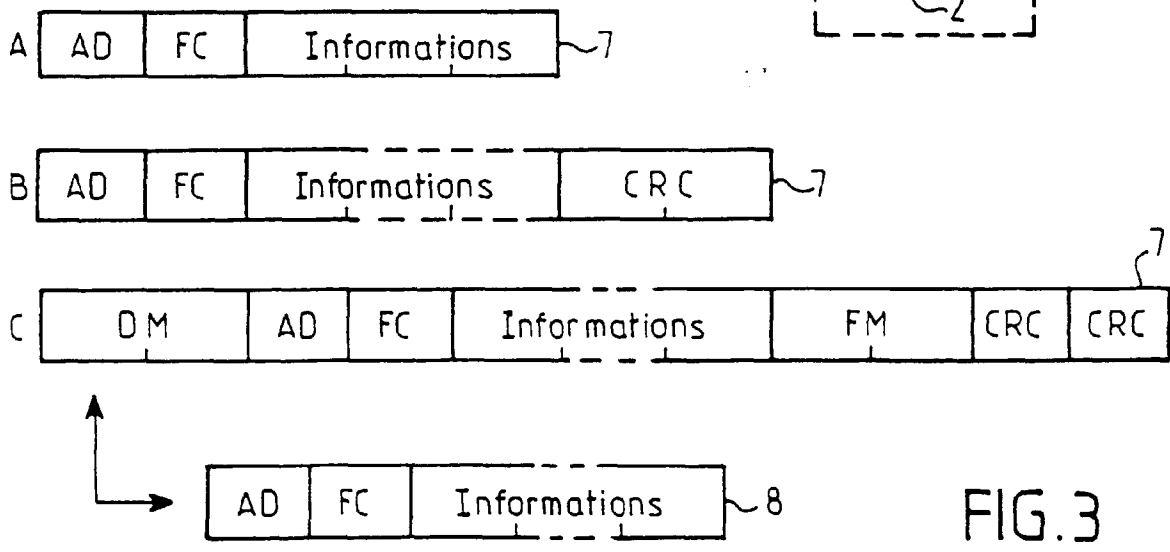 2
A AD FC Informations 7
B AD FC Informations CRC 7
7
C DM AD FC Informations FM CRC CRC
AD FC Informations 8
FIG.3